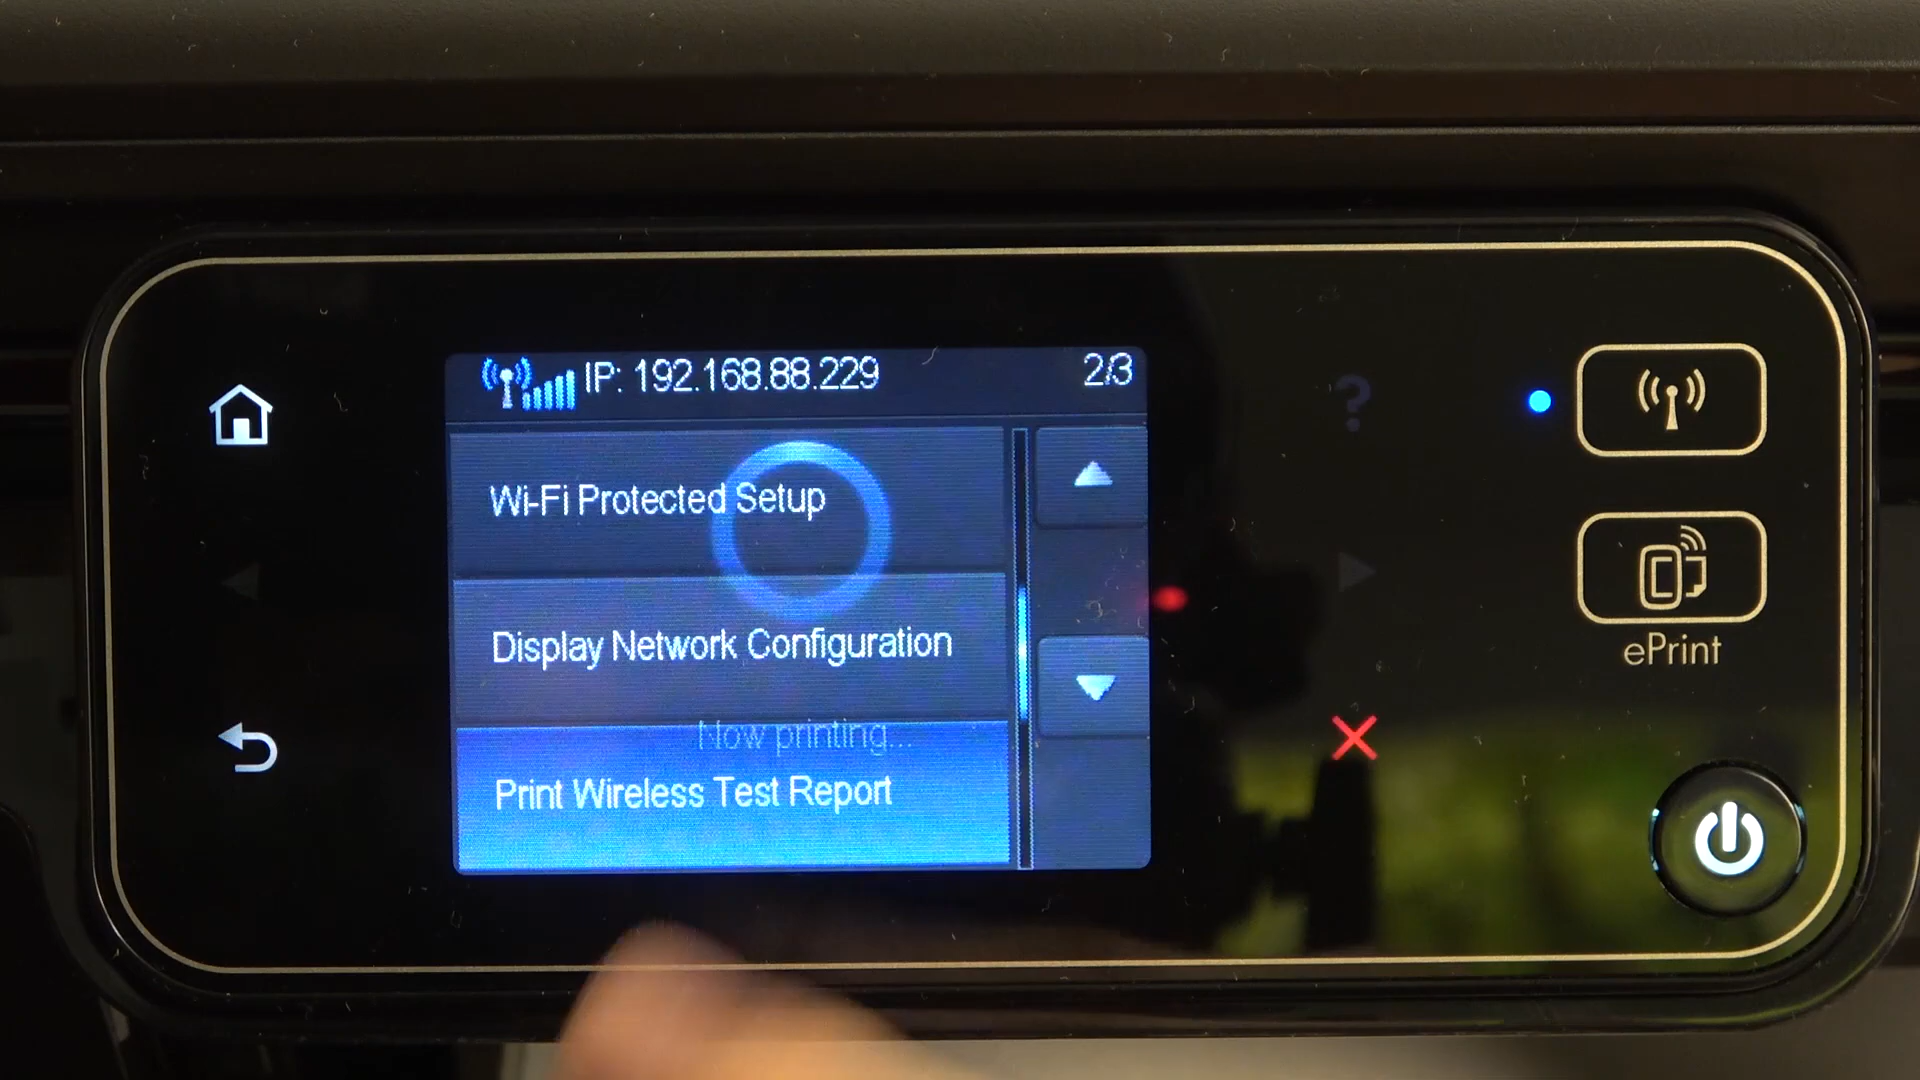 IP: 192.168.88.229 2/3
?
Wi-Fi Protected Setup
Display Network Configuration
Now printing...
Print Wireless Test Report
ePrint